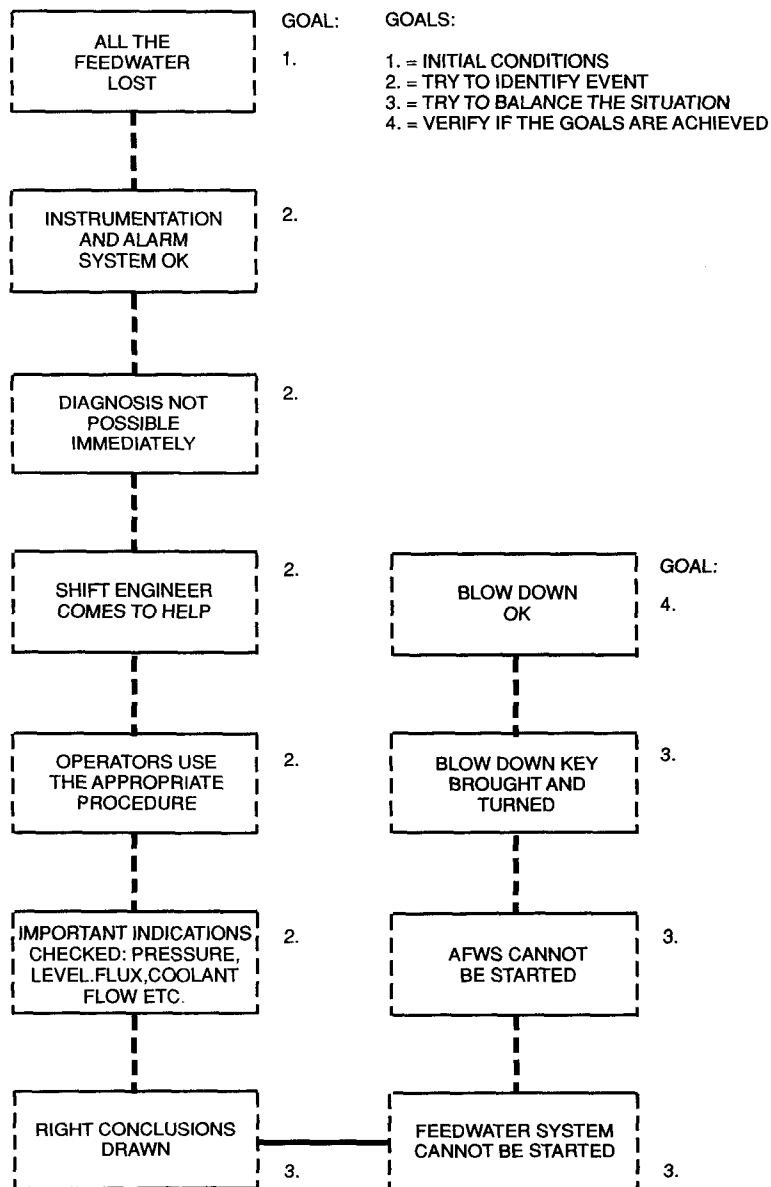 GOAL:
GOALS:
ALL THE
FEEDWATER
LOST
1.
1. = INITIAL CONDITIONS
2. = TRY TO IDENTIFY EVENT
3. = TRY TO BALANCE THE SITUATION
4. = VERIFY IF THE GOALS ARE ACHIEVED
INSTRUMENTATION
AND ALARM
SYSTEM OK
2.
DIAGNOSIS NOT
POSSIBLE
IMMEDIATELY
2.
SHIFT ENGINEER
COMES TO HELP
2.
OPERATORS USE
THE APPROPRIATE
PROCEDURE
2.
IMPORTANT INDICATIONS
CHECKED: PRESSURE,
LEVEL.FLUX,COOLANT
FLOW ETC.
2.
RIGHT CONCLUSIONS
DRAWN
3.
FEEDWATER SYSTEM
CANNOT BE STARTED
3.
AFWS CANNOT
BE STARTED
3.
BLOW DOWN KEY
BROUGHT AND
TURNED
3.
BLOW DOWN
OK
GOAL:
4.